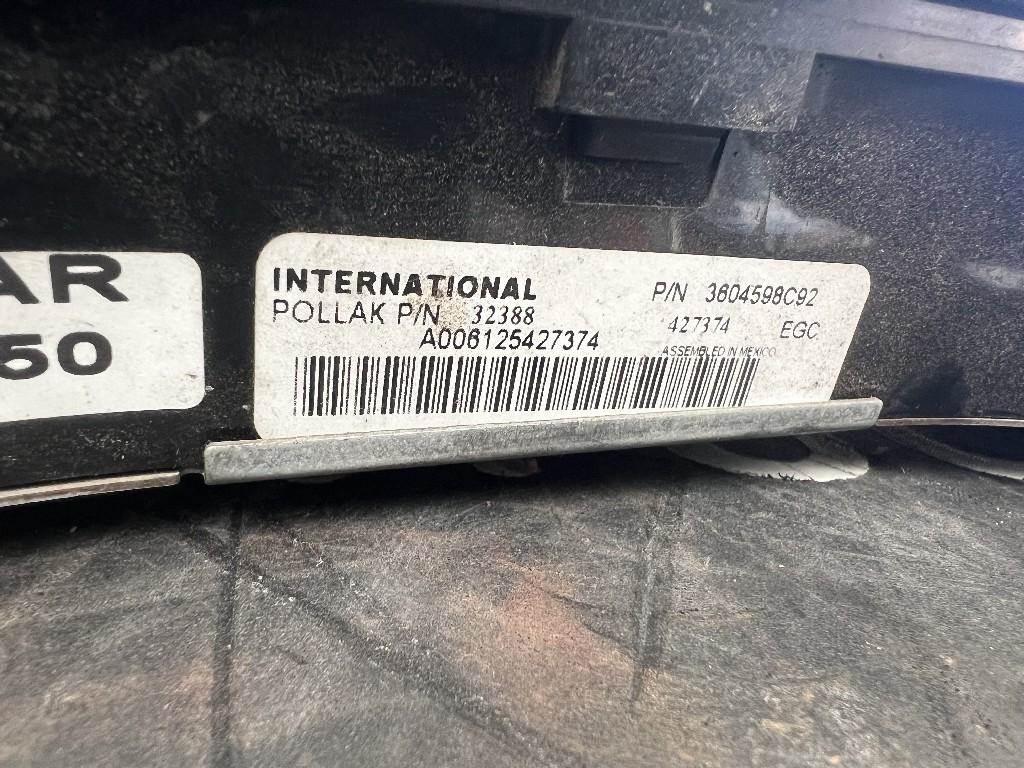 AR
50
INTERNATIONAL
POLLAK P/N 32388
A006125427374
P/N 3604598C92
427374 EGC
ASSEMBLED IN MEXICO